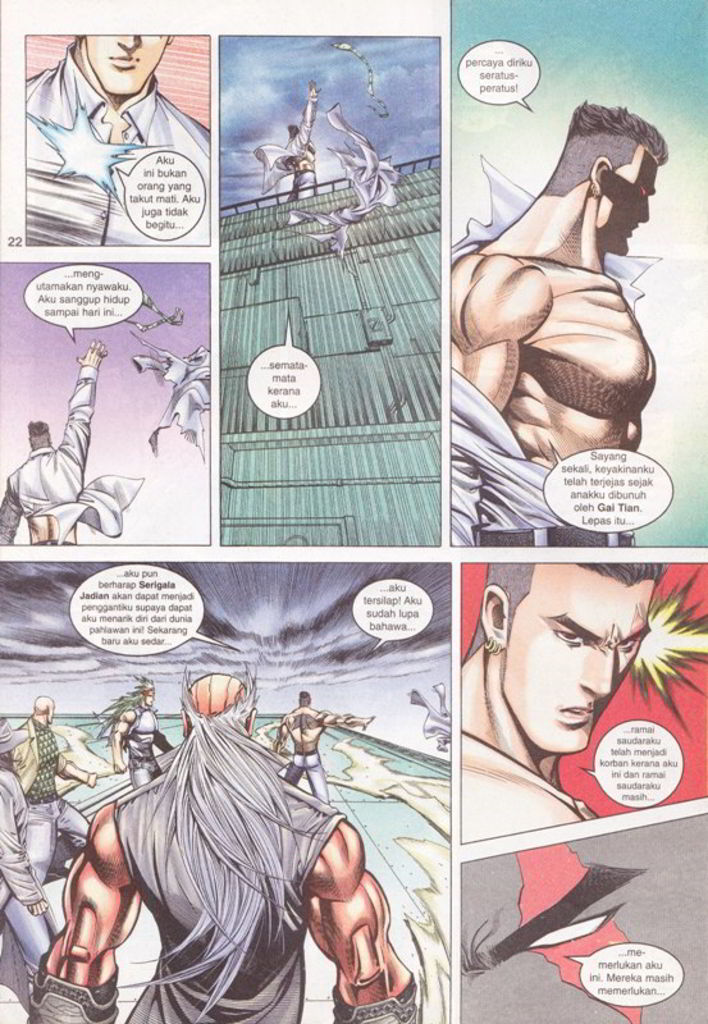 Aku
ini bukan
orang yang
takut mati. Aku
juga tidak
begitu...
22
...meng-
utamakan nyawaku.
Aku sanggup hidup
sampai hari ini...
...semata-
mata
kerana
aku...
...
percaya diriku
seratus-
peratus!
Sayang
sekali, keyakinanku
telah terjejas sejak
anakku dibunuh
oleh Gai Tian.
Lepas itu...
...aku pun
berharap Serigala
Jadian akan dapat menjadi
penggantiku supaya dapat
aku menarik diri dari dunia
pahlawan ini! Sekarang
baru aku sedar...
...aku
tersilap! Aku
sudah lupa
bahawa...
...ramai
saudaraku
telah menjadi
korban kerana aku
ini dan ramai
saudaraku
masih...
...me-
merlukan aku
ini. Mereka masih
memerlukan...